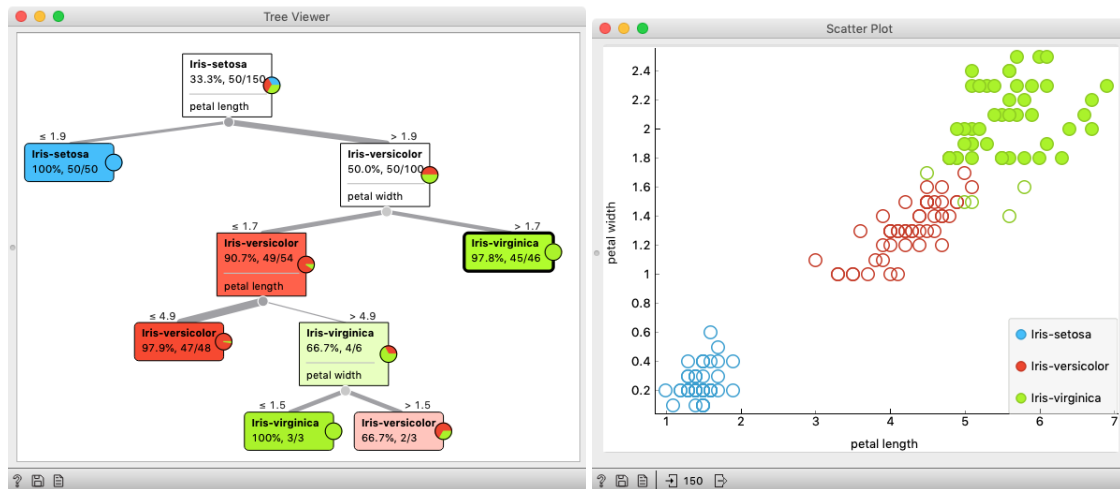 Tree Viewer
Iris-setosa
33.3%, 50/150
petal length
≤ 1.9
> 1.9
Iris-setosa
100%, 50/50
Iris-versicolor
50.0%, 50/100
petal width
≤ 1.7
> 1.7
Iris-versicolor
90.7%, 49/54
petal length
Iris-virginica
97.8%, 45/46
≤ 4.9
> 4.9
Iris-versicolor
97.9%, 47/48
Iris-virginica
66.7%, 4/6
petal width
≤ 1.5
> 1.5
Iris-virginica
100%, 3/3
Iris-versicolor
66.7%, 2/3
?
Scatter Plot
petal width
2.4
2.2
2
1.8
1.6
1.4
1.2
1
0.8
0.6
0.4
0.2
1
2
3
4
5
6
7
petal length
Iris-setosa
Iris-versicolor
Iris-virginica
?
150